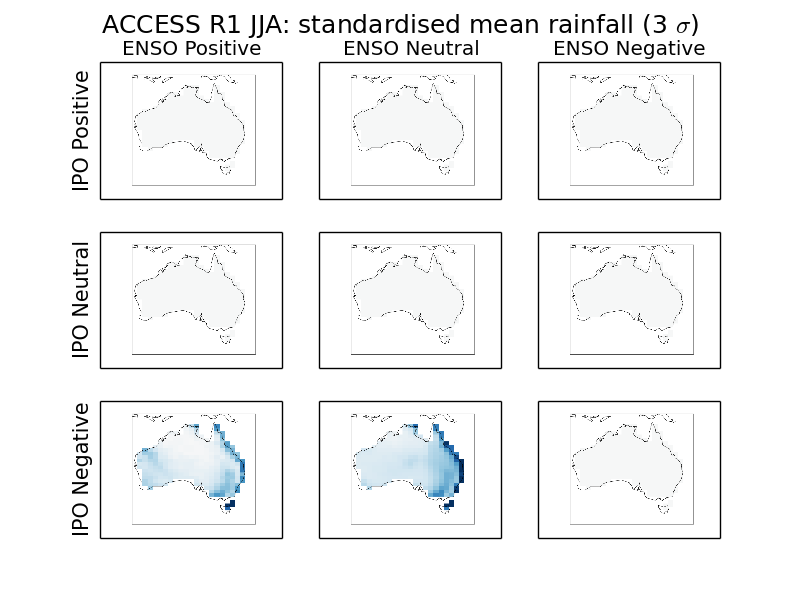 ACCESS R1 JJA: standardised mean rainfall (3 σ)
ENSO Positive ENSO Neutral ENSO Negative
IPO Positive
IPO Neutral
IPO Negative